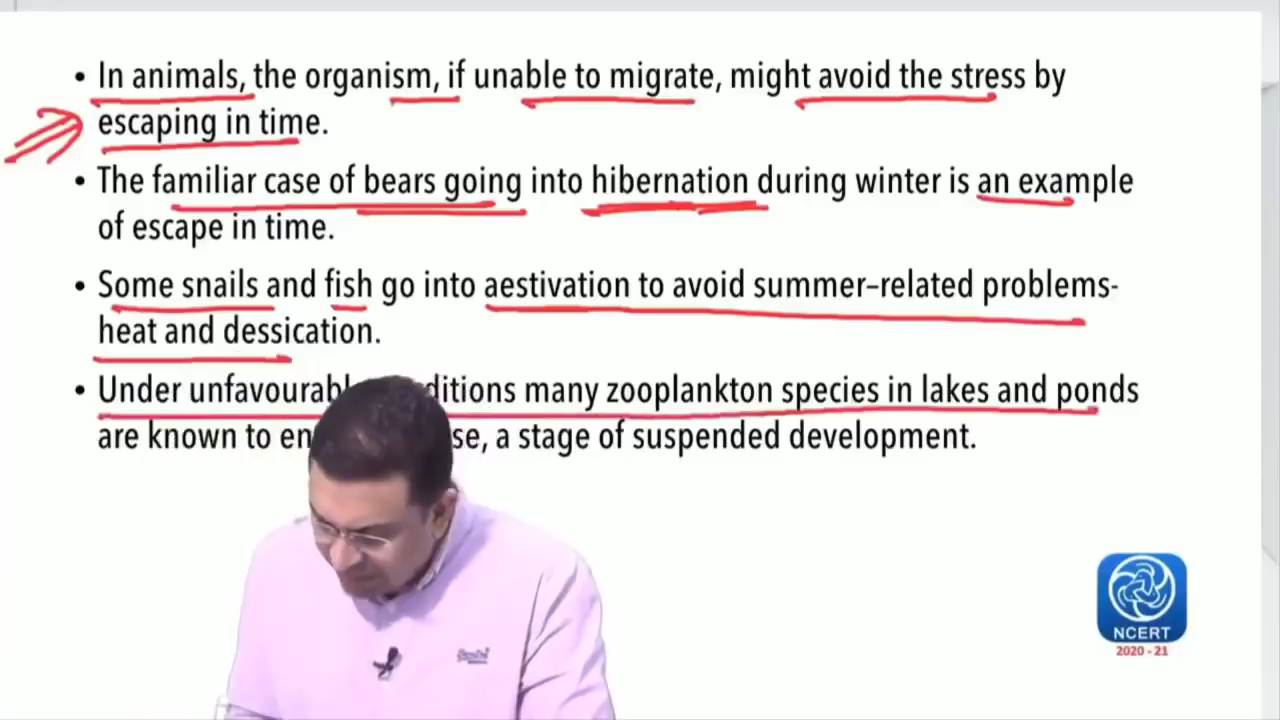 • In animals, the organism, if unable to migrate, might avoid the stress by
escaping in time.
• The familiar case of bears going into hibernation during winter is an example
of escape in time.
• Some snails and fish go into aestivation to avoid summer–related problems-
heat and dessication.
• Under unfavourabl ditions many zooplankton species in lakes and ponds
are known to en se, a stage of suspended development.
NCERT
2020 - 21